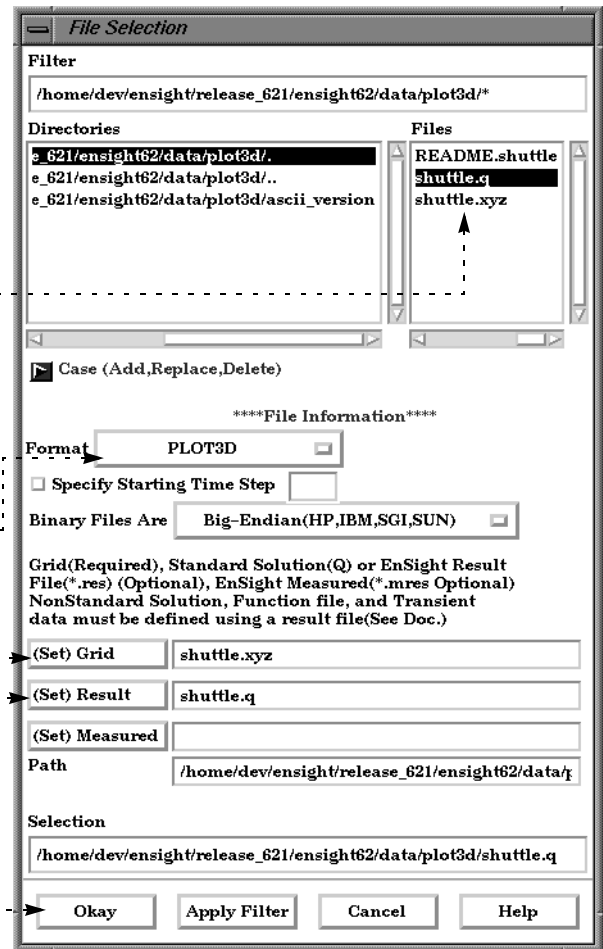 File Selection
Filter
/home/dev/ensight/release_621/ensight62/data/plot3d/*
Directories
e_621/ensight62/data/plot3d/.
e_621/ensight62/data/plot3d/..
e_621/ensight62/data/plot3d/ascii_version
Files
README.shuttle
shuttle.q
shuttle.xyz
Case (Add,Replace,Delete)
****File Information****
Format PLOT3D
Specify Starting Time Step
Binary Files Are Big-Endian(HP,IBM,SGI,SUN)
Grid(Required), Standard Solution(Q) or EnSight Result
File(*.res) (Optional), EnSight Measured(*.mres Optional)
NonStandard Solution, Function file, and Transient
data must be defined using a result file(See Doc.)
(Set) Grid shuttle.xyz
(Set) Result shuttle.q
(Set) Measured
Path /home/dev/ensight/release_621/ensight62/data/p
Selection
/home/dev/ensight/release_621/ensight62/data/plot3d/shuttle.q
Okay Apply Filter Cancel Help